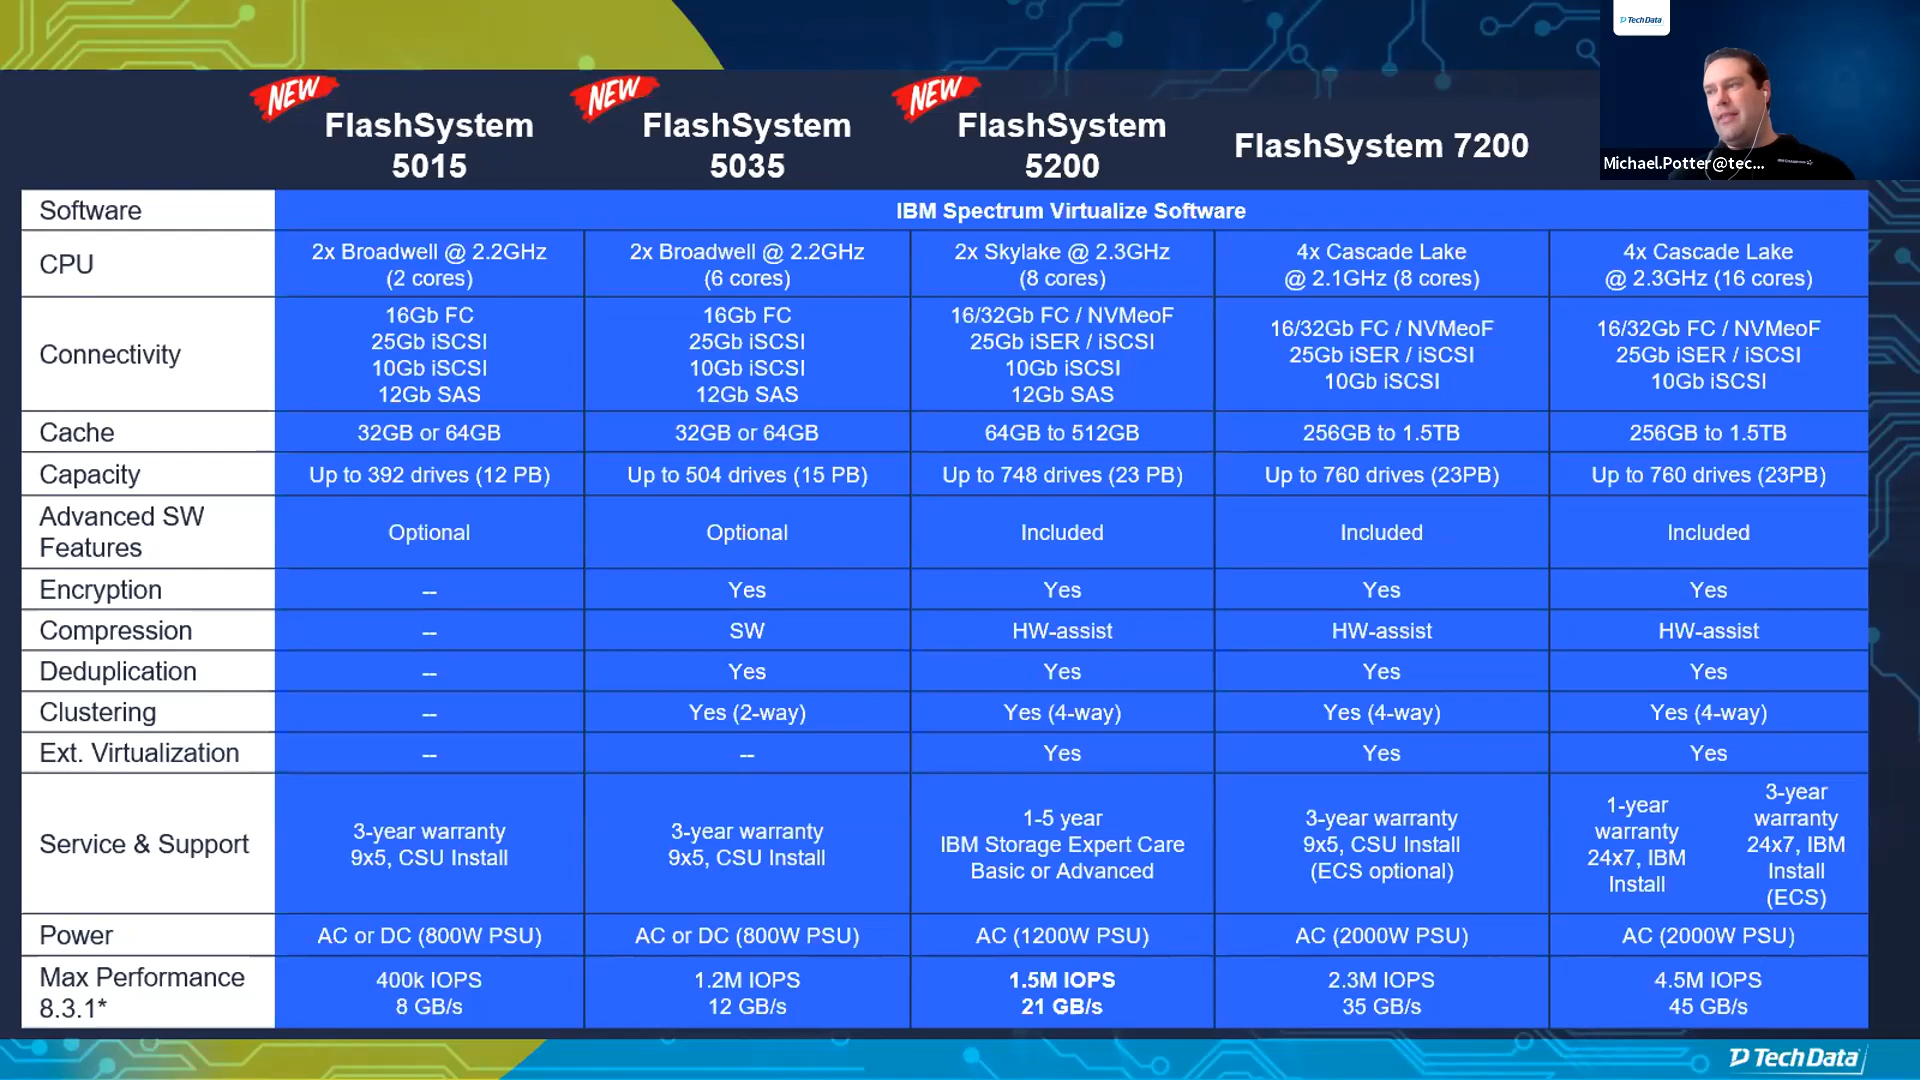 TechData
NEW
FlashSystem
5015
NEW
FlashSystem
5035
NEW
FlashSystem
5200
FlashSystem 7200
Michael.Potter@tec...
Software
IBM Spectrum Virtualize Software
CPU
2x Broadwell @ 2.2GHz
(2 cores)
2x Broadwell @ 2.2GHz
(6 cores)
2x Skylake @ 2.3GHz
(8 cores)
4x Cascade Lake
@ 2.1GHz (8 cores)
4x Cascade Lake
@ 2.3GHz (16 cores)
Connectivity
16Gb FC
25Gb iSCSI
10Gb iSCSI
12Gb SAS
16Gb FC
25Gb iSCSI
10Gb iSCSI
12Gb SAS
16/32Gb FC / NVMeoF
25Gb iSER / iSCSI
10Gb iSCSI
12Gb SAS
16/32Gb FC / NVMeoF
25Gb iSER / iSCSI
10Gb iSCSI
16/32Gb FC / NVMeoF
25Gb iSER / iSCSI
10Gb iSCSI
Cache
32GB or 64GB
32GB or 64GB
64GB to 512GB
256GB to 1.5TB
256GB to 1.5TB
Capacity
Up to 392 drives (12 PB)
Up to 504 drives (15 PB)
Up to 748 drives (23 PB)
Up to 760 drives (23PB)
Up to 760 drives (23PB)
Advanced SW
Features
Optional
Optional
Included
Included
Included
Encryption
--
Yes
Yes
Yes
Yes
Compression
--
SW
HW-assist
HW-assist
HW-assist
Deduplication
--
Yes
Yes
Yes
Yes
Clustering
--
Yes (2-way)
Yes (4-way)
Yes (4-way)
Yes (4-way)
Ext. Virtualization
--
--
Yes
Yes
Yes
Service & Support
3-year warranty
9x5, CSU Install
3-year warranty
9x5, CSU Install
1-5 year
IBM Storage Expert Care
Basic or Advanced
3-year warranty
9x5, CSU Install
(ECS optional)
1-year
warranty
24x7, IBM
Install
3-year
warranty
24x7, IBM
Install
(ECS)
Power
AC or DC (800W PSU)
AC or DC (800W PSU)
AC (1200W PSU)
AC (2000W PSU)
AC (2000W PSU)
Max Performance
8.3.1*
400k IOPS
8 GB/s
1.2M IOPS
12 GB/s
1.5M IOPS
21 GB/s
2.3M IOPS
35 GB/s
4.5M IOPS
45 GB/s
TechData